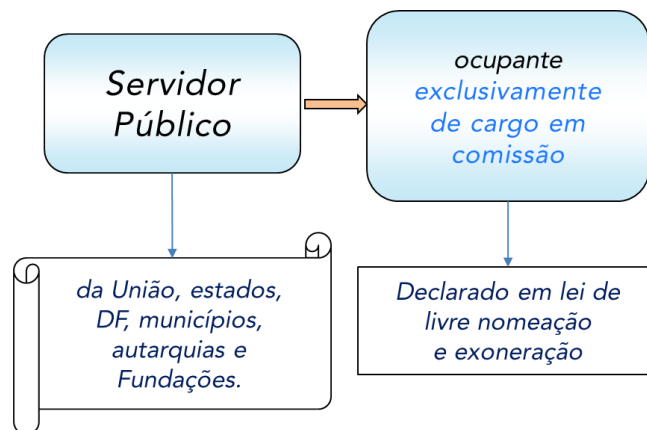 Servidor
Público
ocupante
exclusivamente
de cargo em
comissão
da União, estados,
DF, municípios,
autarquias e
Fundações.
Declarado em lei de
livre nomeação
e exoneração